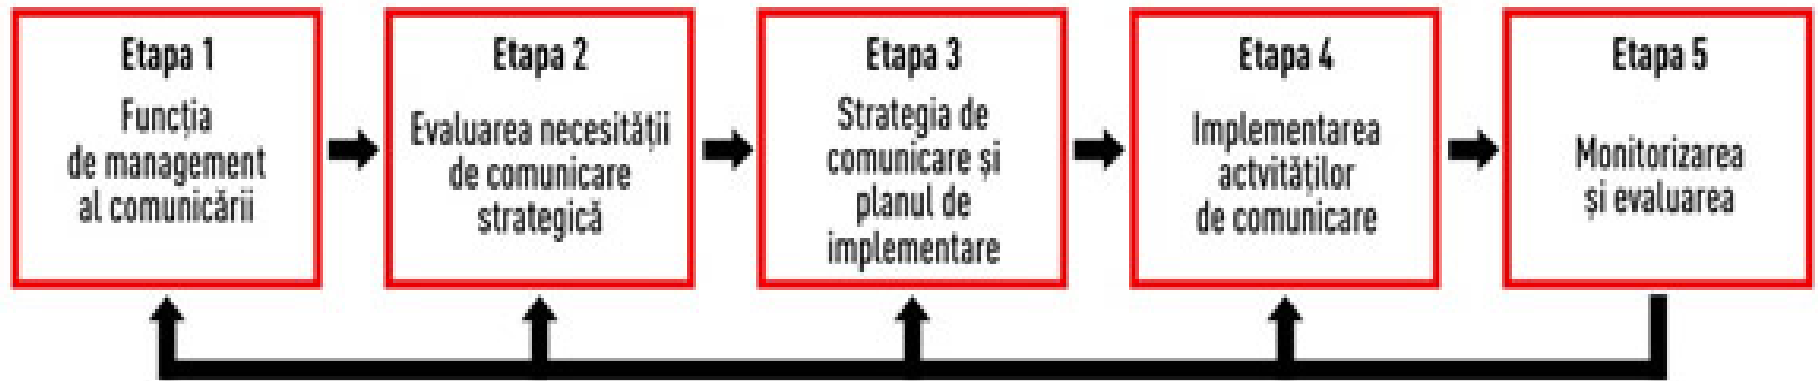 Etapa 1
Funcția
de management
al comunicării
Etapa 2
Evaluarea necesității
de comunicare
strategică
Etapa 3
Strategia de
comunicare și
planul de
implementare
Etapa 4
Implementarea
actvităților
de comunicare
Etapa 5
Monitorizarea
și evaluarea